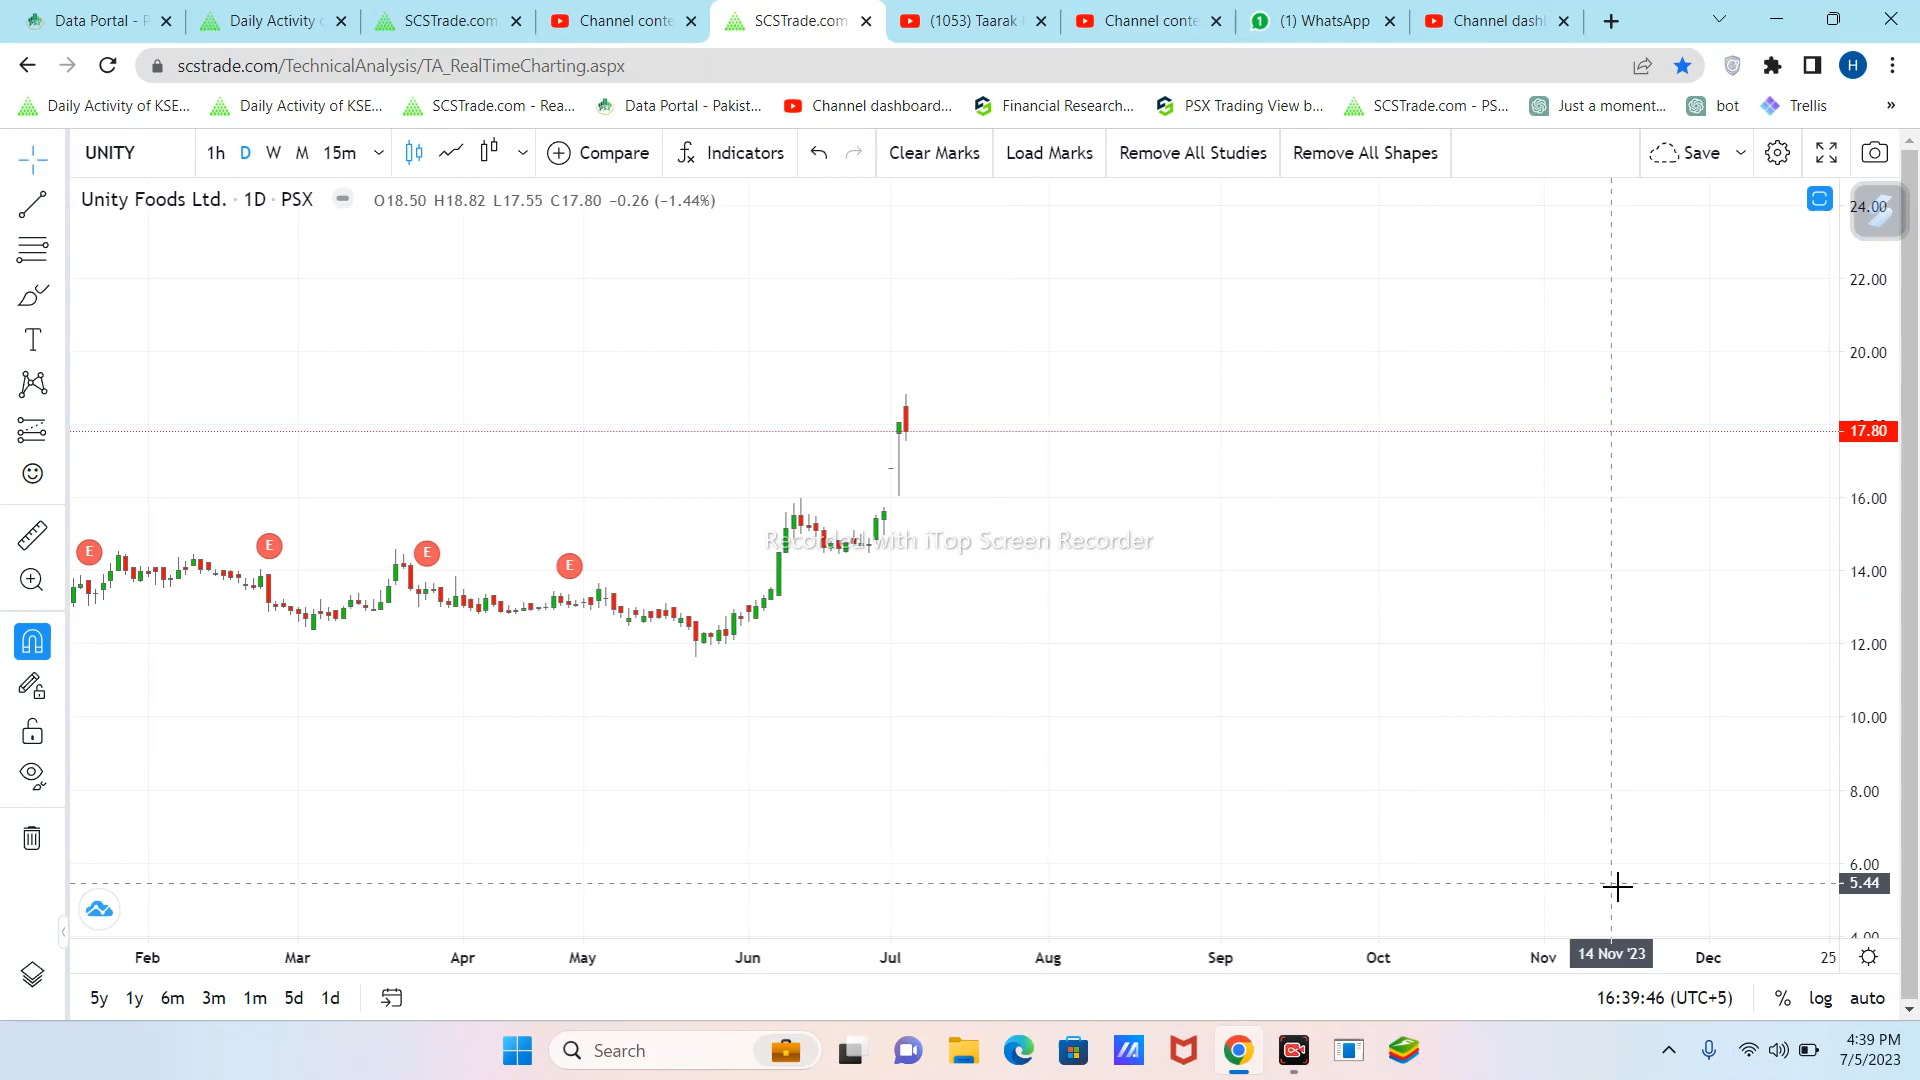 Data Portal - P
Daily Activity o
SCSTrade.com
Channel conte
SCSTrade.com
(1053) Taarak
Channel conte
(1) WhatsApp
Channel dash
scstrade.com/TechnicalAnalysis/TA_RealTimeCharting.aspx
H
Daily Activity of KSE...
Daily Activity of KSE...
SCSTrade.com - Rea...
Data Portal - Pakist...
Channel dashboard...
Financial Research...
PSX Trading View b...
SCSTrade.com - PS...
Just a moment...
bot
Trellis
»
UNITY
1h D W M 15m
Compare
Indicators
Clear Marks
Load Marks
Remove All Studies
Remove All Shapes
Save
Unity Foods Ltd. · 1D · PSX
O18.50 H18.82 L17.55 C17.80 −0.26 (−1.44%)
24.00
22.00
20.00
17.80
16.00
14.00
12.00
10.00
8.00
6.00
5.44
4.00
E
E
E
E
Recorded with iTop Screen Recorder
Feb
Mar
Apr
May
Jun
Jul
Aug
Sep
Oct
Nov
14 Nov '23
Dec
25
5y 1y 6m 3m 1m 5d 1d
16:39:46 (UTC+5)
% log auto
Search
4:39 PM
7/5/2023